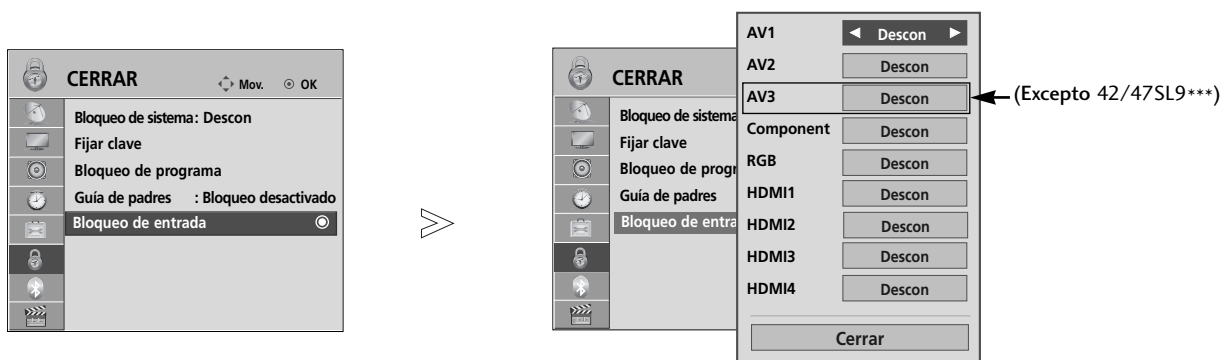 CERRAR
Mov. OK
Bloqueo de sistema : Descon
Fijar clave
Bloqueo de programa
Guía de padres : Bloqueo desactivado
Bloqueo de entrada
CERRAR
Bloqueo de sistema
Fijar clave
Bloqueo de progr
Guía de padres
Bloqueo de entra
AV1 Descon
AV2 Descon
AV3 Descon
(Excepto 42/47SL9***)
Component Descon
RGB Descon
HDMI1 Descon
HDMI2 Descon
HDMI3 Descon
HDMI4 Descon
Cerrar